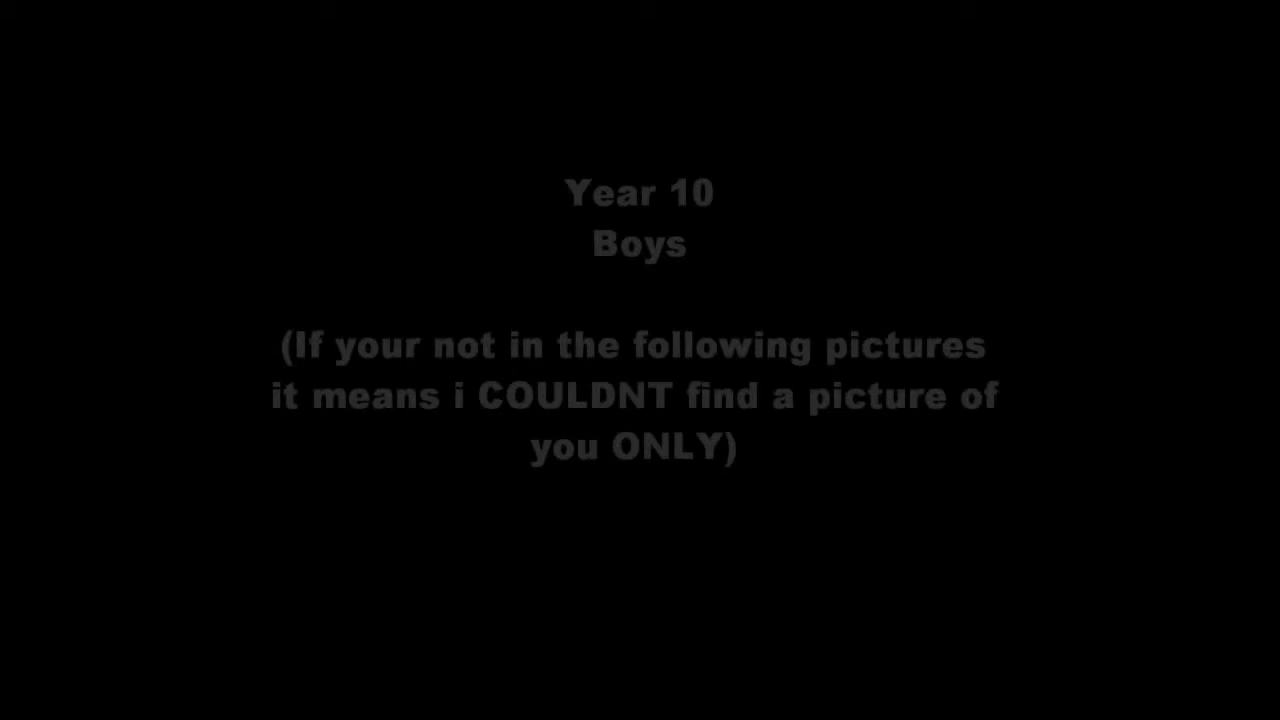 Year 10
Boys
(If your not in the following pictures
it means i COULDNT find a picture of
you ONLY)